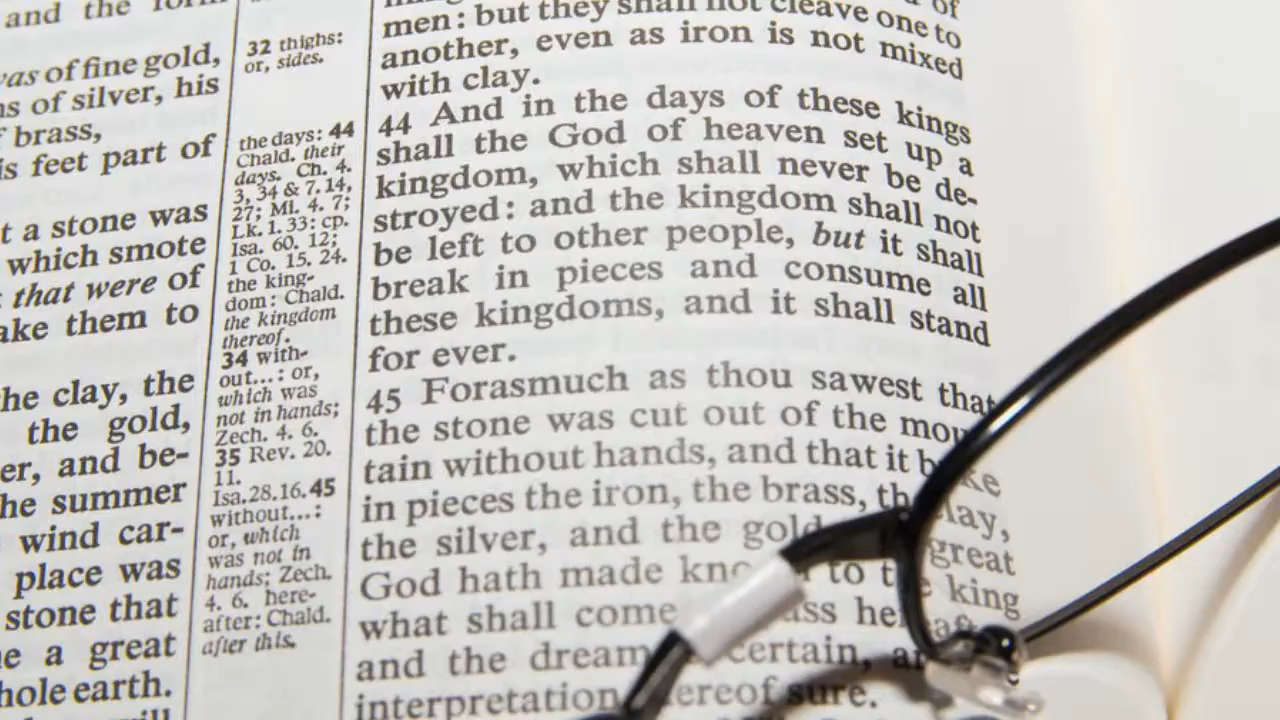 and the form
was of fine gold,
of silver, his
brass,
is feet part of
a stone was
which smote
that were of
them to
the clay, the
the gold,
and be-
the summer
wind car-
place was
stone that
a great
earth.
32 thighs:
or, sides.
the days: 44
Chald. their
days. Ch. 4.
3, 34 & 7. 14,
27; Mi. 4. 7;
Lk. 1. 33: cp.
Isa. 60. 12;
1 Co. 15. 24.
the king-
dom: Chald.
the kingdom
thereof.
34 with-
out...: or,
which was
not in hands;
Zech. 4. 6.
35 Rev. 20.
11.
Isa. 28. 16. 45
without...:
or, which
was not in
hands; Zech.
4. 6. here-
after: Chald.
after this.
of
men: but they shall not cleave one to
another, even as iron is not mixed
with clay.
44 And in the days of these kings
shall the God of heaven set up a
kingdom, which shall never be de-
stroyed: and the kingdom shall not
be left to other people, but it shall
break in pieces and consume all
these kingdoms, and it shall stand
for ever.
45 Forasmuch as thou sawest that
the stone was cut out of the
tain without hands, and that it
in pieces the iron, the brass,
the silver, and the gold great
God hath made to king
what shall come
and the dream certain,
interpretation sure.